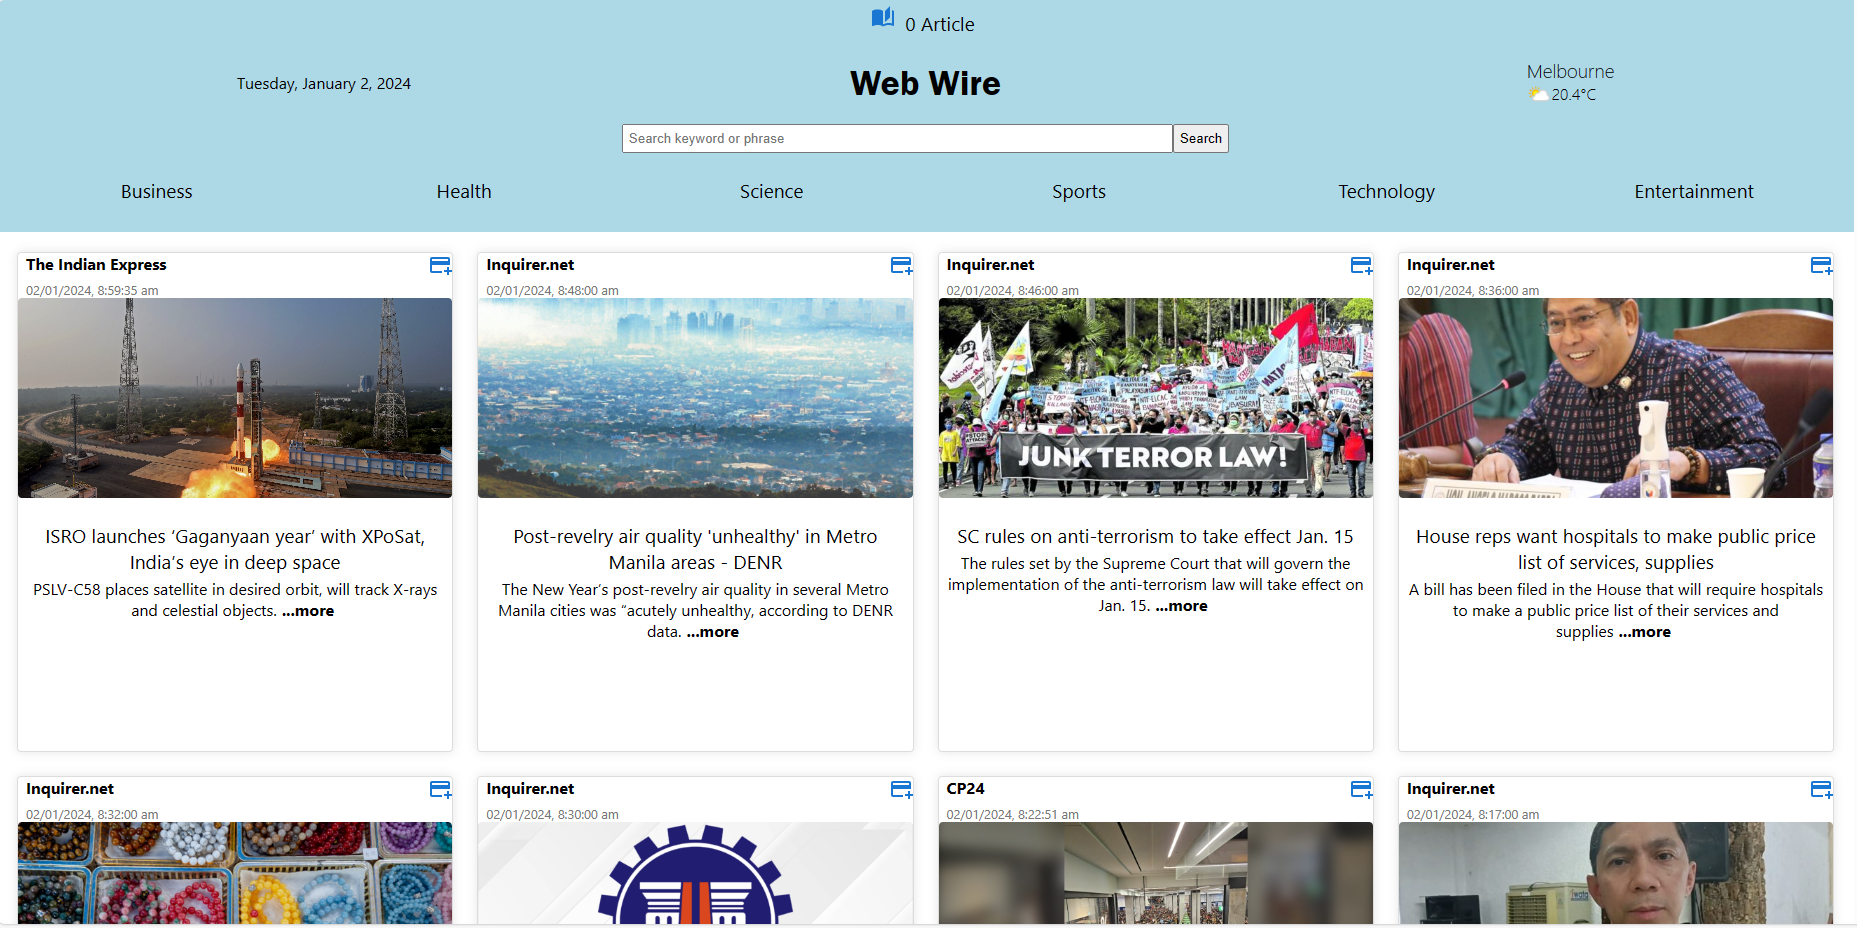 0 Article
Tuesday, January 2, 2024
Web Wire
Melbourne
20.4°C
Search keyword or phrase
Search
Business
Health
Science
Sports
Technology
Entertainment
The Indian Express
02/01/2024, 8:59:35 am
ISRO launches ‘Gaganyaan year’ with XPoSat,
India’s eye in deep space
PSLV-C58 places satellite in desired orbit, will track X-rays
and celestial objects. ...more
Inquirer.net
02/01/2024, 8:48:00 am
Post-revelry air quality 'unhealthy' in Metro
Manila areas - DENR
The New Year’s post-revelry air quality in several Metro
Manila cities was “acutely unhealthy, according to DENR
data. ...more
Inquirer.net
02/01/2024, 8:46:00 am
JUNK TERROR LAW!
SC rules on anti-terrorism to take effect Jan. 15
The rules set by the Supreme Court that will govern the
implementation of the anti-terrorism law will take effect on
Jan. 15. ...more
Inquirer.net
02/01/2024, 8:36:00 am
House reps want hospitals to make public price
list of services, supplies
A bill has been filed in the House that will require hospitals
to make a public price list of their services and
supplies ...more
Inquirer.net
02/01/2024, 8:32:00 am
Inquirer.net
02/01/2024, 8:30:00 am
CP24
02/01/2024, 8:22:51 am
Inquirer.net
02/01/2024, 8:17:00 am